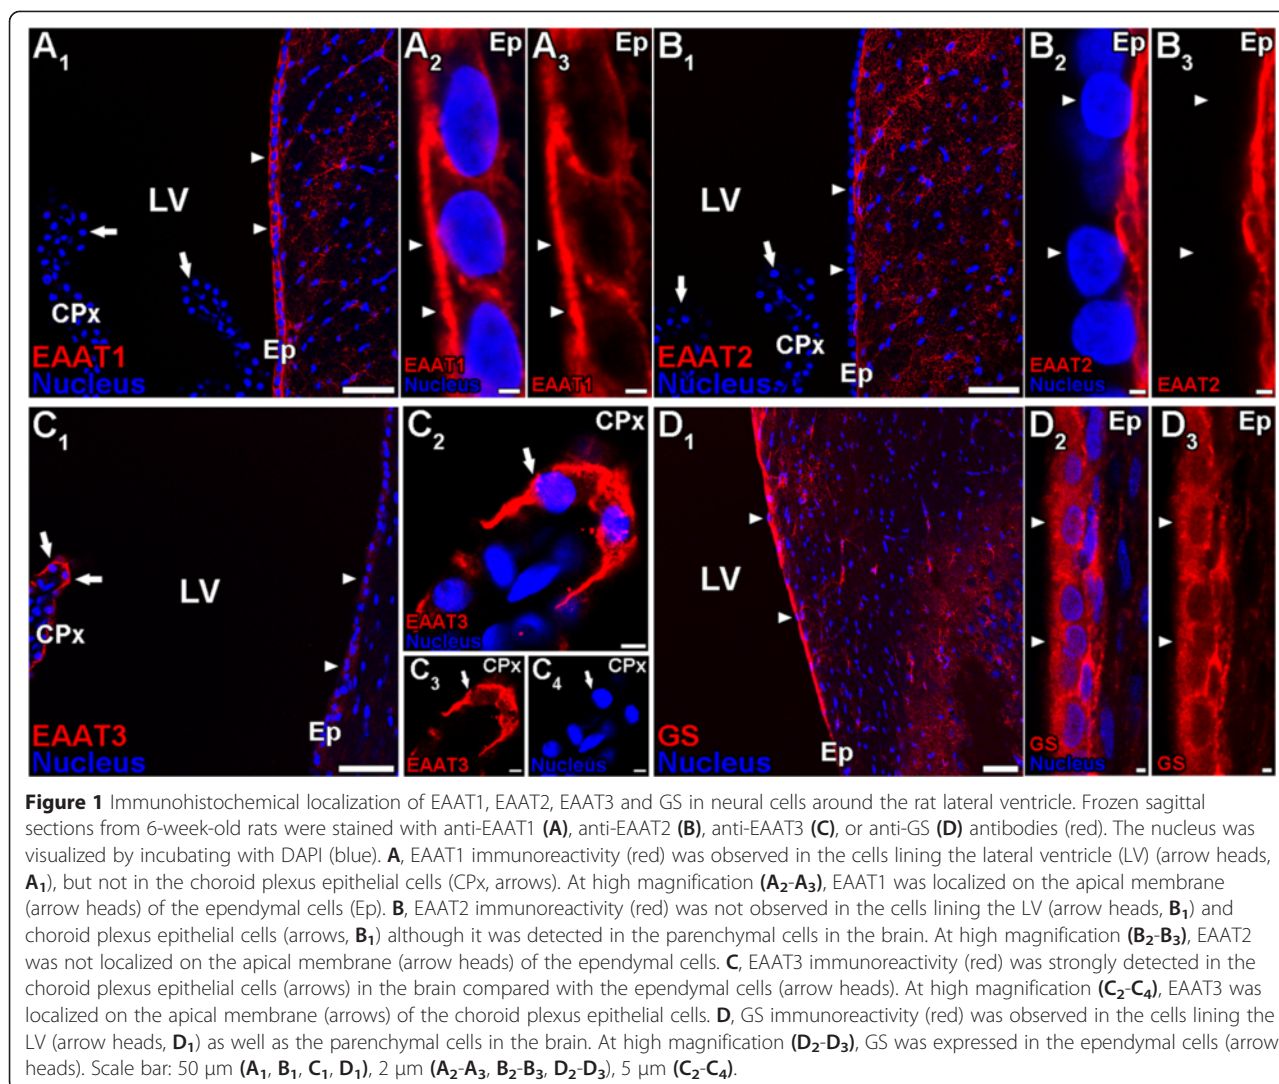 A1
LV
CPx
EAAT1
Nucleus
Ep
A2
Ep
EAAT1
Nucleus
A3
Ep
EAAT1
B1
LV
CPx
EAAT2
Nucleus
Ep
B2
Ep
EAAT2
Nucleus
B3
Ep
EAAT2
C1
LV
CPx
EAAT3
Nucleus
Ep
C2
CPx
EAAT3
Nucleus
C3
CPx
EAAT3
C4
CPx
Nucleus
D1
LV
GS
Nucleus
Ep
D2
Ep
GS
Nucleus
D3
Ep
GS
Figure 1 Immunohistochemical localization of EAAT1, EAAT2, EAAT3 and GS in neural cells around the rat lateral ventricle. Frozen sagittal
sections from 6-week-old rats were stained with anti-EAAT1 (A), anti-EAAT2 (B), anti-EAAT3 (C), or anti-GS (D) antibodies (red). The nucleus was
visualized by incubating with DAPI (blue). A, EAAT1 immunoreactivity (red) was observed in the cells lining the lateral ventricle (LV) (arrow heads,
A1), but not in the choroid plexus epithelial cells (CPx, arrows). At high magnification (A2-A3), EAAT1 was localized on the apical membrane
(arrow heads) of the ependymal cells (Ep). B, EAAT2 immunoreactivity (red) was not observed in the cells lining the LV (arrow heads, B1) and
choroid plexus epithelial cells (arrows, B1) although it was detected in the parenchymal cells in the brain. At high magnification (B2-B3), EAAT2
was not localized on the apical membrane (arrow heads) of the ependymal cells. C, EAAT3 immunoreactivity (red) was strongly detected in the
choroid plexus epithelial cells (arrows) in the brain compared with the ependymal cells (arrow heads). At high magnification (C2-C4), EAAT3 was
localized on the apical membrane (arrows) of the choroid plexus epithelial cells. D, GS immunoreactivity (red) was observed in the cells lining the
LV (arrow heads, D1) as well as the parenchymal cells in the brain. At high magnification (D2-D3), GS was expressed in the ependymal cells (arrow
heads). Scale bar: 50 μm (A1, B1, C1, D1), 2 μm (A2-A3, B2-B3, D2-D3), 5 μm (C2-C4).